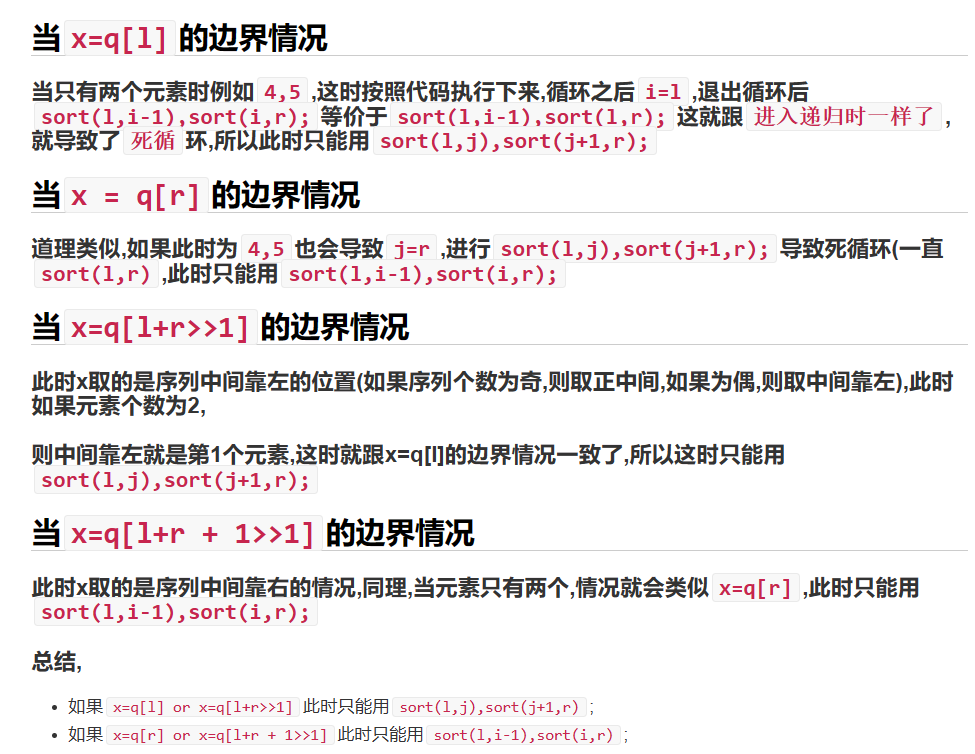 当 x=q[l] 的边界情况
当只有两个元素时例如 4,5 ,这时按照代码执行下来,循环之后 i=l ,退出循环后
sort(l,i-1),sort(i,r); 等价于 sort(l,i-1),sort(l,r); 这就跟 进入递归时一样了 ,
就导致了 死循 环,所以此时只能用 sort(l,j),sort(j+1,r);
当 x = q[r] 的边界情况
道理类似,如果此时为 4,5 也会导致 j=r ,进行 sort(l,j),sort(j+1,r); 导致死循环(一直
sort(l,r) ,此时只能用 sort(l,i-1),sort(i,r);
当 x=q[l+r>>1] 的边界情况
此时x取的是序列中间靠左的位置(如果序列个数为奇,则取正中间,如果为偶,则取中间靠左),此时
如果元素个数为2,
则中间靠左就是第1个元素,这时就跟x=q[l]的边界情况一致了,所以这时只能用
sort(l,j),sort(j+1,r);
当 x=q[l+r + 1>>1] 的边界情况
此时x取的是序列中间靠右的情况,同理,当元素只有两个,情况就会类似 x=q[r] ,此时只能用
sort(l,i-1),sort(i,r);
总结,
• 如果 x=q[l] or x=q[l+r>>1] 此时只能用 sort(l,j),sort(j+1,r) ;
• 如果 x=q[r] or x=q[l+r + 1>>1] 此时只能用 sort(l,i-1),sort(i,r) ;